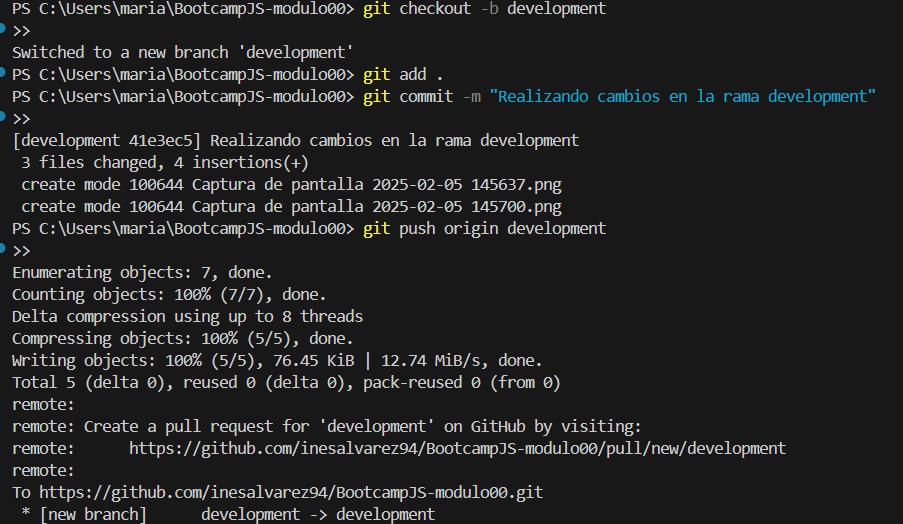 PS C:\Users\maria\BootcampJS-modulo00> git checkout -b development
>>
Switched to a new branch 'development'
PS C:\Users\maria\BootcampJS-modulo00> git add .
PS C:\Users\maria\BootcampJS-modulo00> git commit -m "Realizando cambios en la rama development"
>>
[development 41e3ec5] Realizando cambios en la rama development
 3 files changed, 4 insertions(+)
 create mode 100644 Captura de pantalla 2025-02-05 145637.png
 create mode 100644 Captura de pantalla 2025-02-05 145700.png
PS C:\Users\maria\BootcampJS-modulo00> git push origin development
>>
Enumerating objects: 7, done.
Counting objects: 100% (7/7), done.
Delta compression using up to 8 threads
Compressing objects: 100% (5/5), done.
Writing objects: 100% (5/5), 76.45 KiB | 12.74 MiB/s, done.
Total 5 (delta 0), reused 0 (delta 0), pack-reused 0 (from 0)
remote:
remote: Create a pull request for 'development' on GitHub by visiting:
remote:      https://github.com/inesalvarez94/BootcampJS-modulo00/pull/new/development
remote:
To https://github.com/inesalvarez94/BootcampJS-modulo00.git
 * [new branch]      development -> development